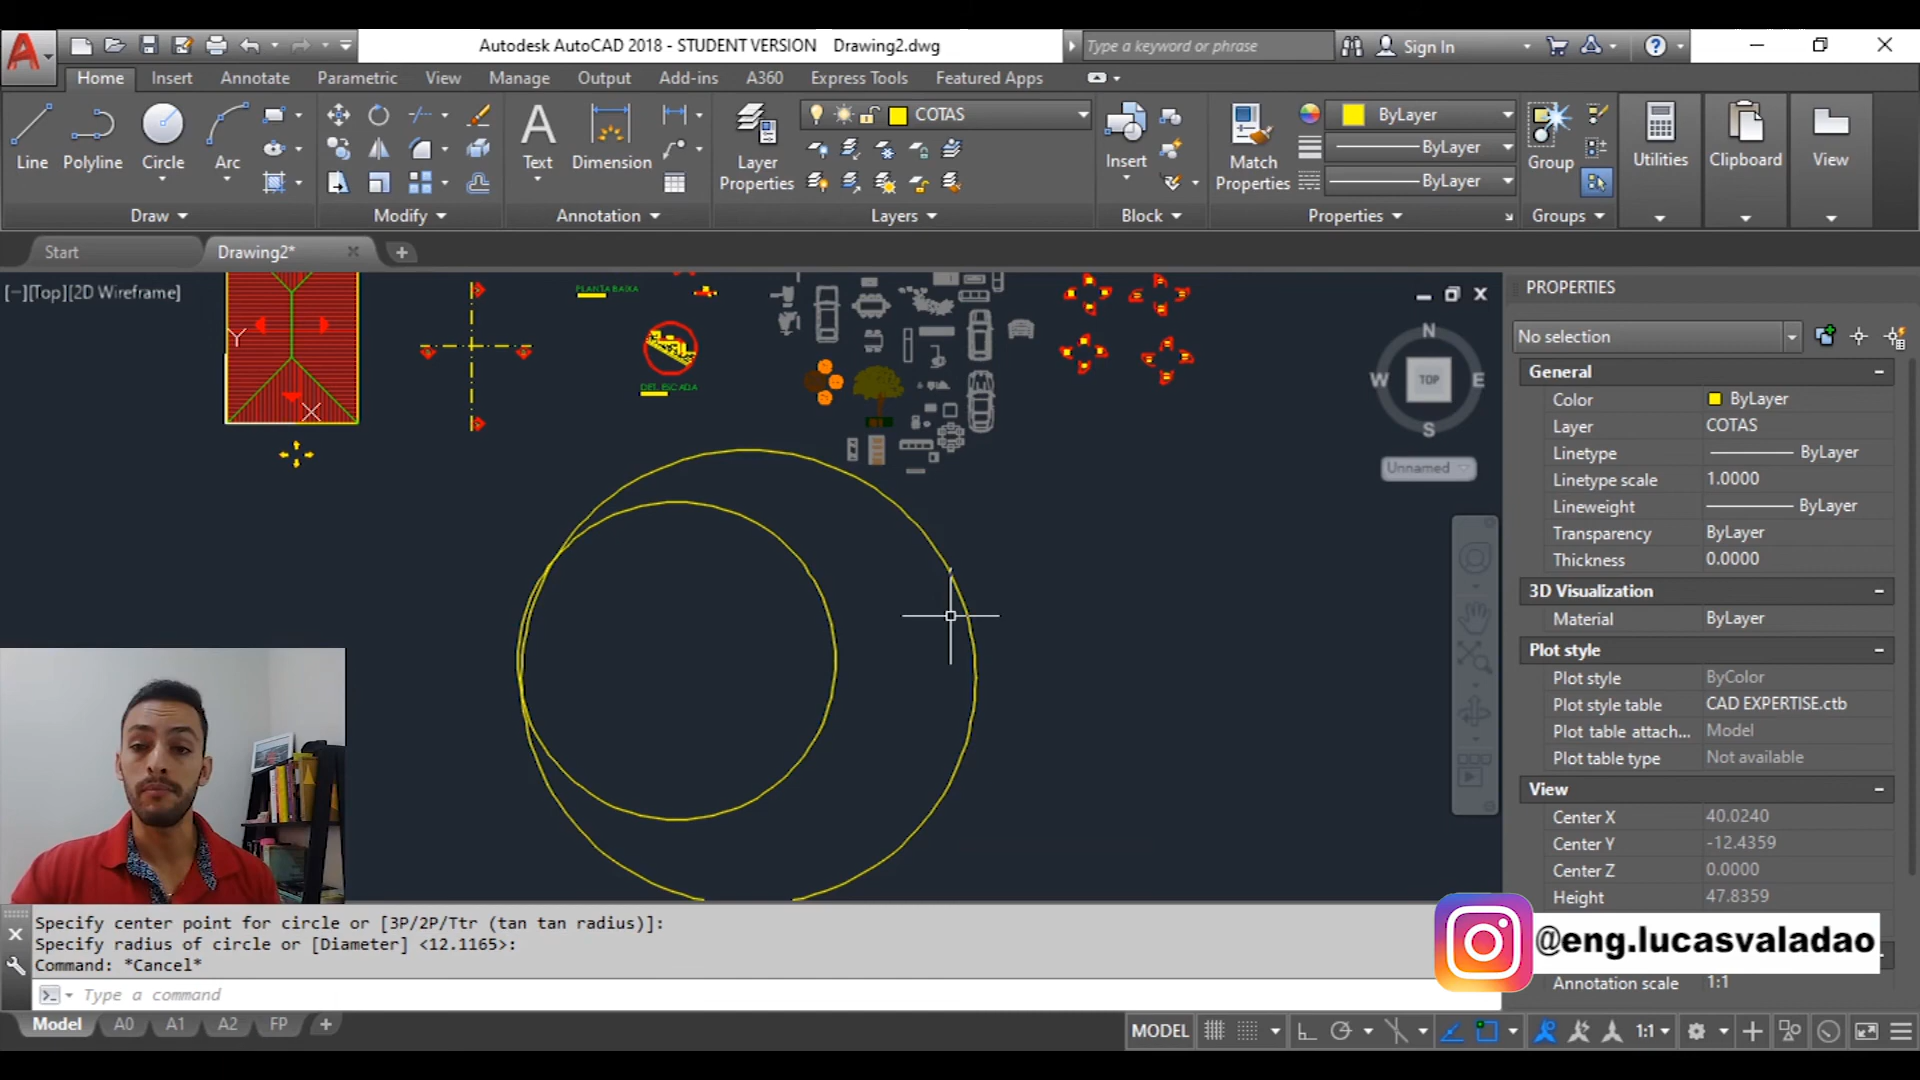 Autodesk AutoCAD 2018 - STUDENT VERSION Drawing2.dwg
Type a keyword or phrase
Sign In
Home Insert Annotate Parametric View Manage Output Add-ins A360 Express Tools Featured Apps
Line Polyline Circle Arc
Draw
Modify
Text Dimension
Annotation
Layer Properties
COTAS
Layers
Insert
Block
Match Properties
ByLayer
ByLayer
ByLayer
Properties
Group
Groups
Utilities
Clipboard
View
Start Drawing2*
[−][Top][2D Wireframe]
PLANTA BAIXA
DET. ESCADA
Y
X
N
W TOP E
S
Unnamed
PROPERTIES
No selection
General
Color ByLayer
Layer COTAS
Linetype ByLayer
Linetype scale 1.0000
Lineweight ByLayer
Transparency ByLayer
Thickness 0.0000
3D Visualization
Material ByLayer
Plot style
Plot style ByColor
Plot style table CAD EXPERTISE.ctb
Plot table attach... Model
Plot table type Not available
View
Center X 40.0240
Center Y -12.4359
Center Z 0.0000
Height 47.8359
@eng.lucasvaladao
Annotation scale 1:1
Specify center point for circle or [3P/2P/Ttr (tan tan radius)]:
Specify radius of circle or [Diameter] <12.1165>:
Command: *Cancel*
Type a command
Model A0 A1 A2 FP
MODEL
1:1